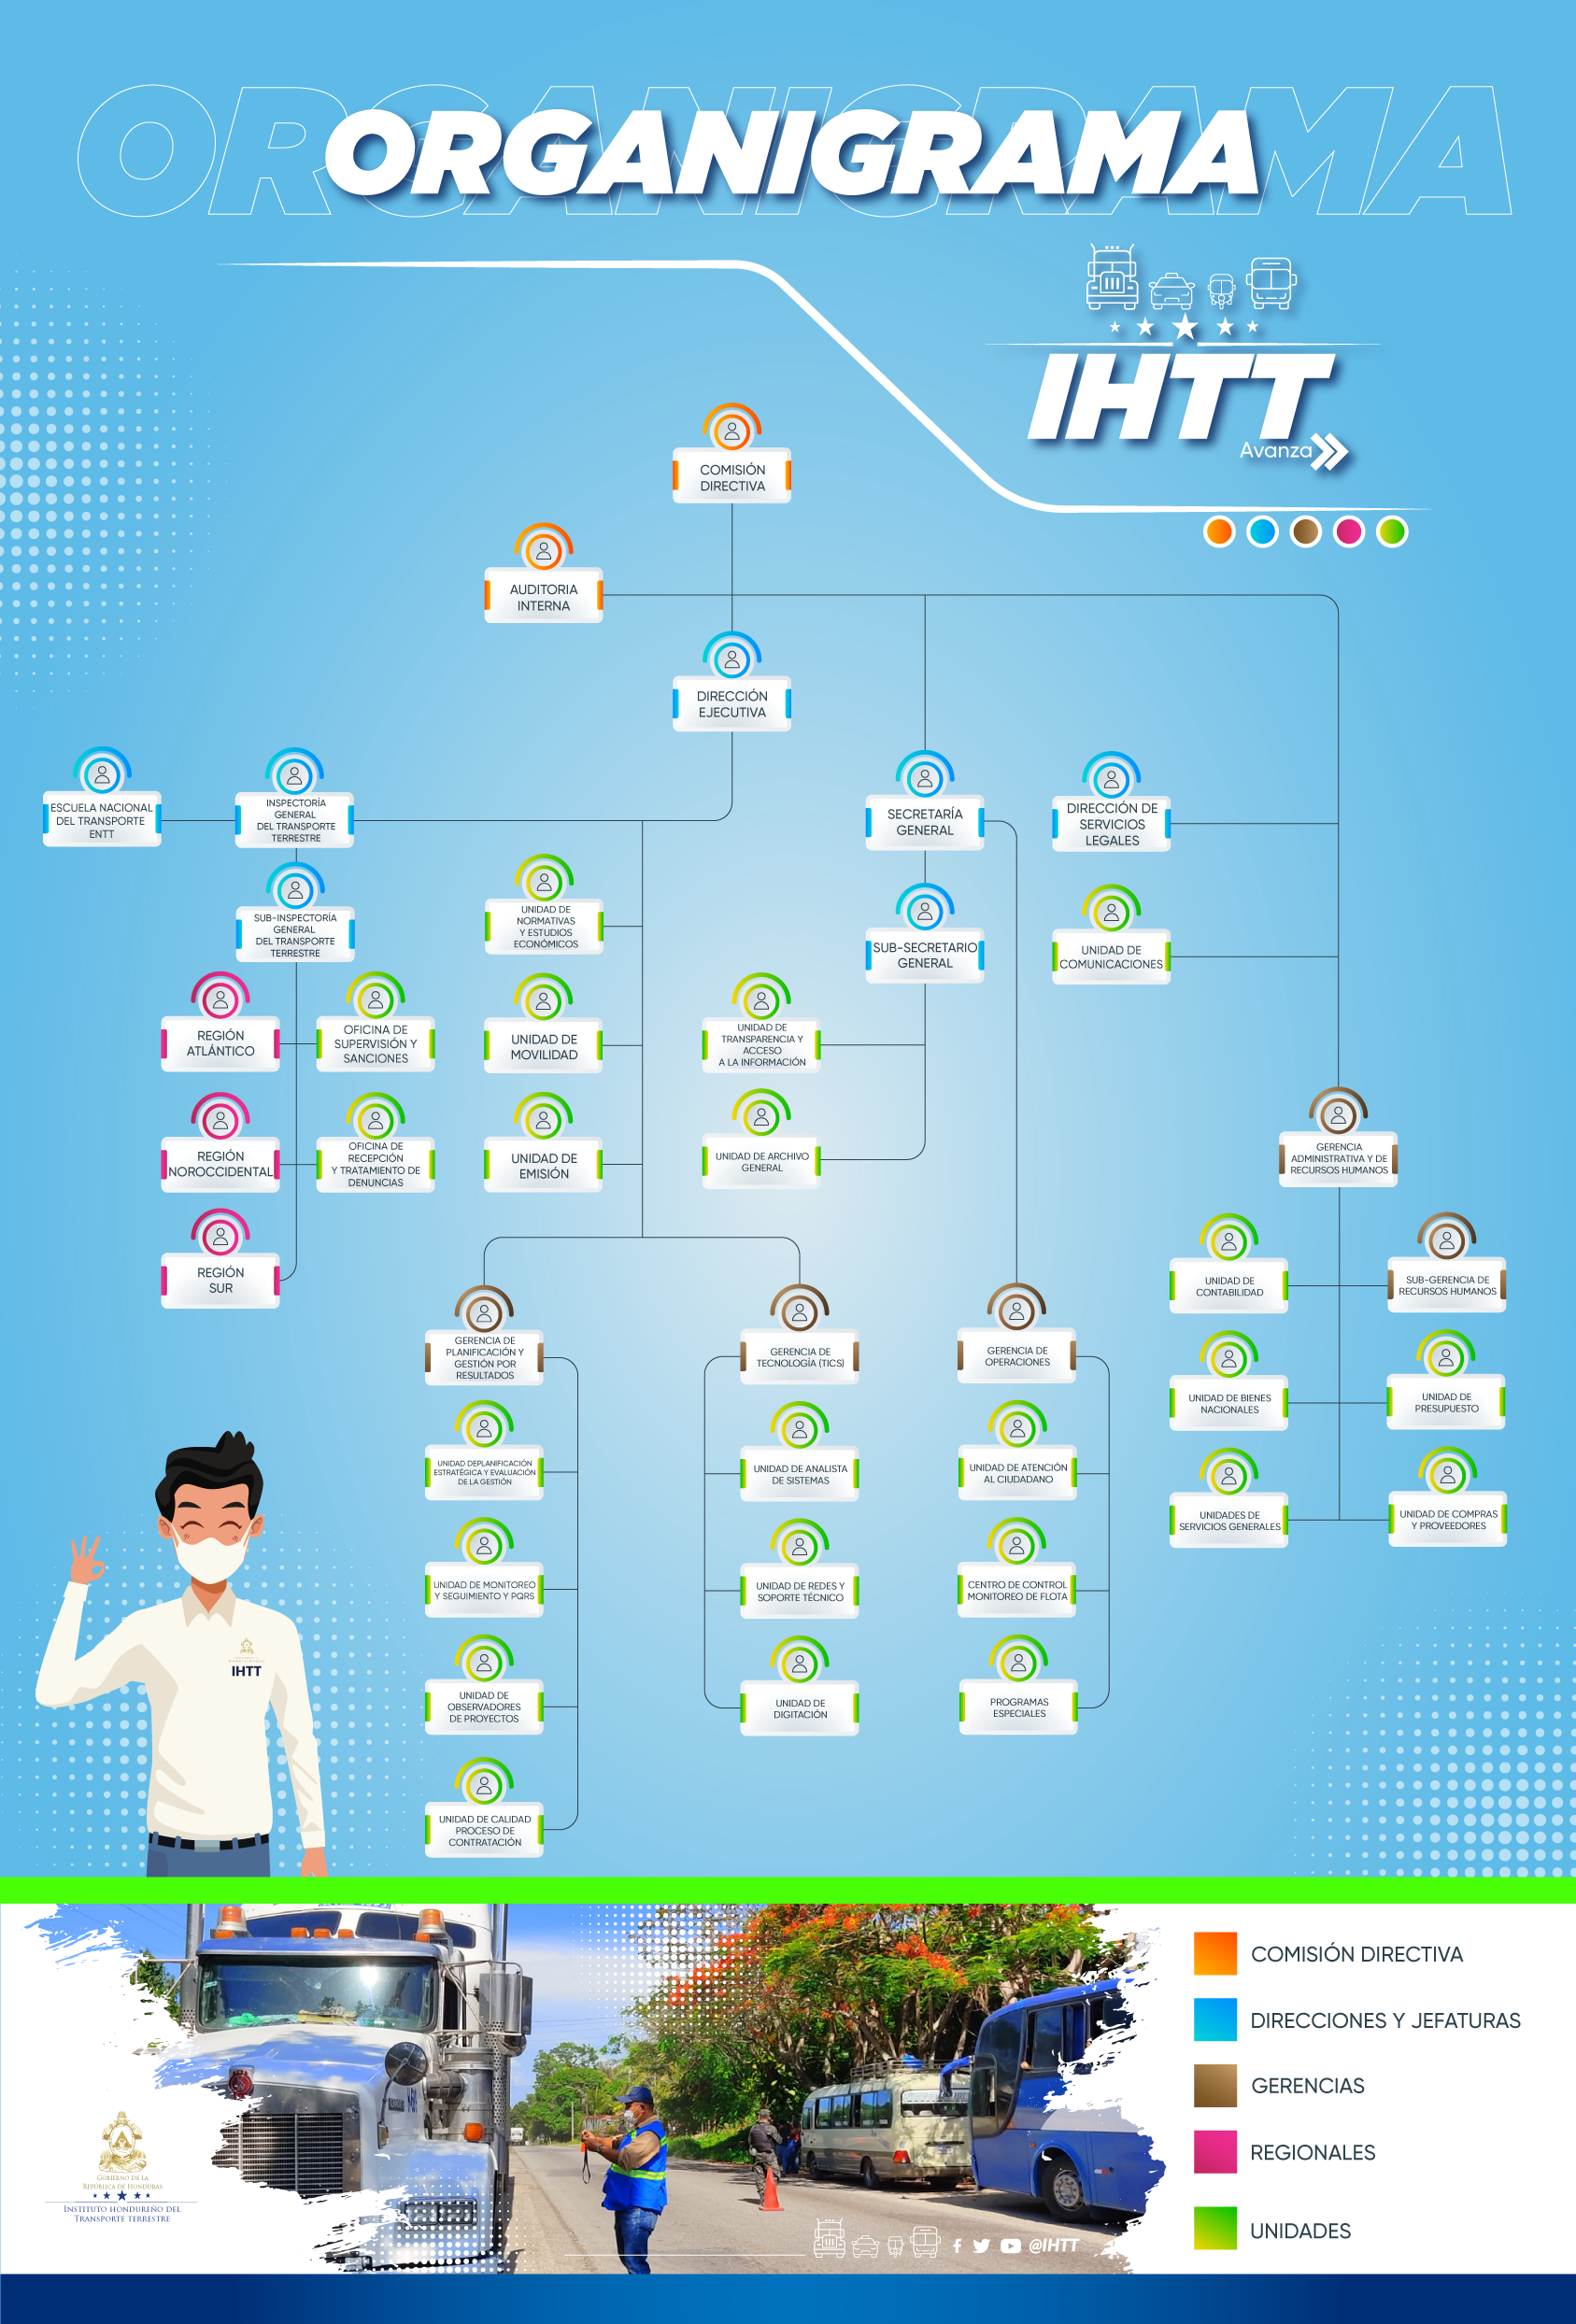 ORGANIGRAMA
ORGANIGRAMA
IHTT
Avanza
COMISIÓN
DIRECTIVA
AUDITORIA
INTERNA
DIRECCIÓN
EJECUTIVA
ESCUELA NACIONAL
DEL TRANSPORTE
ENTT
INSPECTORÍA
GENERAL
DEL TRANSPORTE
TERRESTRE
SECRETARÍA
GENERAL
DIRECCIÓN DE
SERVICIOS
LEGALES
SUB-INSPECTORÍA
GENERAL
DEL TRANSPORTE
TERRESTRE
UNIDAD DE
NORMATIVAS
Y ESTUDIOS
ECONÓMICOS
SUB-SECRETARIO
GENERAL
UNIDAD DE
COMUNICACIONES
REGIÓN
ATLÁNTICO
OFICINA DE
SUPERVISIÓN Y
SANCIONES
UNIDAD DE
MOVILIDAD
UNIDAD DE
TRANSPARENCIA Y
ACCESO
A LA INFORMACIÓN
REGIÓN
NOROCCIDENTAL
OFICINA DE
RECEPCIÓN
Y TRATAMIENTO DE
DENUNCIAS
UNIDAD DE
EMISIÓN
UNIDAD DE ARCHIVO
GENERAL
GERENCIA
ADMINISTRATIVA Y DE
RECURSOS HUMANOS
REGIÓN
SUR
UNIDAD DE
CONTABILIDAD
SUB-GERENCIA DE
RECURSOS HUMANOS
GERENCIA DE
PLANIFICACIÓN Y
GESTIÓN POR
RESULTADOS
GERENCIA DE
TECNOLOGÍA (TICS)
GERENCIA DE
OPERACIONES
UNIDAD DE BIENES
NACIONALES
UNIDAD DE
PRESUPUESTO
UNIDAD DEPLANIFICACIÓN
ESTRATÉGICA Y EVALUACIÓN
DE LA GESTIÓN
UNIDAD DE ANALISTA
DE SISTEMAS
UNIDAD DE ATENCIÓN
AL CIUDADANO
UNIDADES DE
SERVICIOS GENERALES
UNIDAD DE COMPRAS
Y PROVEEDORES
UNIDAD DE MONITOREO
Y SEGUIMIENTO Y PQRS
UNIDAD DE REDES Y
SOPORTE TÉCNICO
CENTRO DE CONTROL
MONITOREO DE FLOTA
IHTT
UNIDAD DE
OBSERVADORES
DE PROYECTOS
UNIDAD DE
DIGITACIÓN
PROGRAMAS
ESPECIALES
UNIDAD DE CALIDAD
PROCESO DE
CONTRATACIÓN
COMISIÓN DIRECTIVA
DIRECCIONES Y JEFATURAS
GERENCIAS
REGIONALES
UNIDADES
GOBIERNO DE LA
REPÚBLICA DE HONDURAS
INSTITUTO HONDUREÑO DEL
TRANSPORTE TERRESTRE
@IHTT